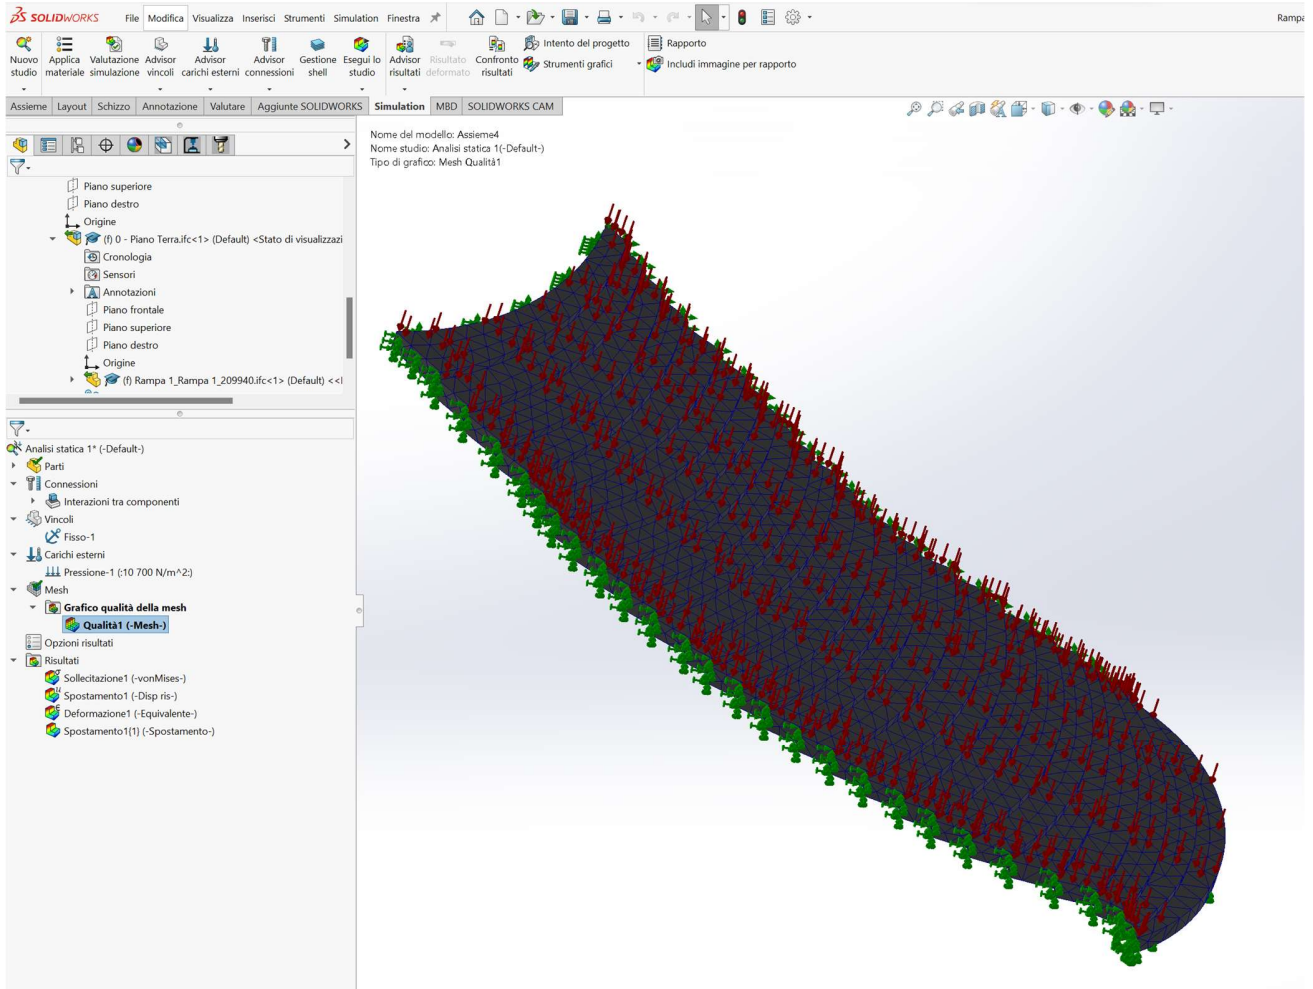 SOLIDWORKS File Modifica Visualizza Inserisci Strumenti Simulation Finestra Rampa
Nuovo studio
Applica materiale
Valutazione simulazione
Advisor vincoli
Advisor carichi esterni
Advisor connessioni
Gestione shell
Esegui lo studio
Advisor risultati
Risultato deformato
Confronto risultati
Intento del progetto
Strumenti grafici
Rapporto
Includi immagine per rapporto
Assieme Layout Schizzo Annotazione Valutare Aggiunte SOLIDWORKS Simulation MBD SOLIDWORKS CAM
Nome del modello: Assieme4
Nome studio: Analisi statica 1(-Default-)
Tipo di grafico: Mesh Qualità1
Piano superiore
Piano destro
Origine
(f) 0 - Piano Terra.ifc<1> (Default) <Stato di visualizzazi
Cronologia
Sensori
Annotazioni
Piano frontale
Piano superiore
Piano destro
Origine
(f) Rampa 1_Rampa 1_209940.ifc<1> (Default) <<
Analisi statica 1* (-Default-)
Parti
Connessioni
Interazioni tra componenti
Vincoli
Fisso-1
Carichi esterni
Pressione-1 (:10 700 N/m^2:)
Mesh
Grafico qualità della mesh
Qualità1 (-Mesh-)
Opzioni risultati
Risultati
Sollecitazione1 (-vonMises-)
Spostamento1 (-Disp ris-)
Deformazione1 (-Equivalente-)
Spostamento1(1) (-Spostamento-)